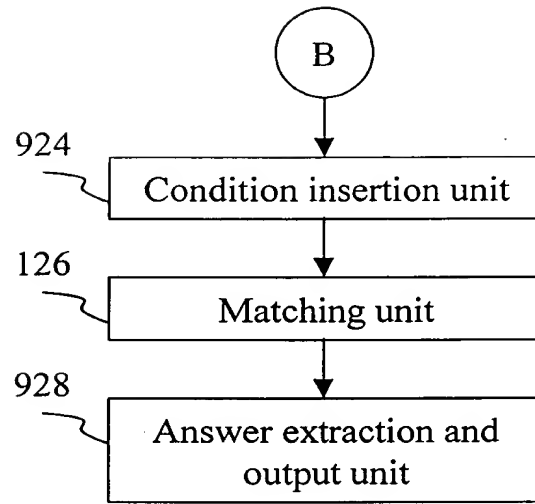 B
924
Condition insertion unit
126
Matching unit
928
Answer extraction and
output unit